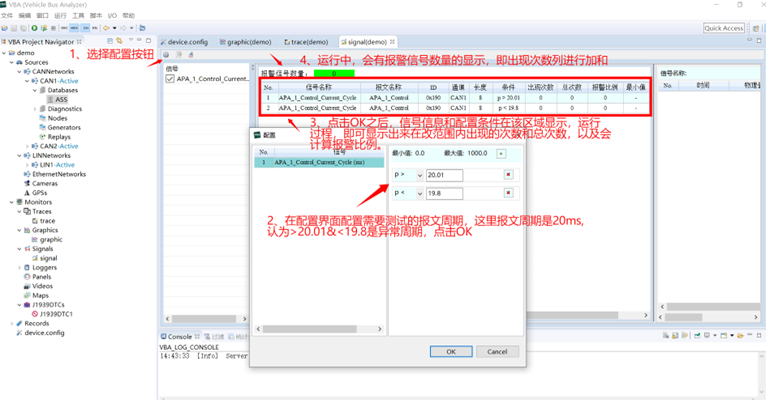 VBA (Vehicle Bus Analyzer)
文件 编辑 窗口 运行 工具 脚本 I/O 帮助
Quick Access
VBA Project Navigator
device.config
graphic(demo)
trace(demo)
signal(demo)
demo
Sources
CANNetworks
CAN1-Active
Databases
ASS
Diagnostics
Nodes
Generators
Replays
CAN2-Active
LINNetworks
LIN1-Active
EthernetNetworks
Cameras
GPSs
Monitors
Traces
trace
Graphics
graphic
Signals
signal
Loggers
Panels
Videos
Maps
J1939DTCs
J1939DTC1
Records
device.config
1、选择配置按钮
信号
APA_1_Control_Current...
4、运行中，会有报警信号数量的显示，即出现次数列进行加和
报警信号数量： 0
No. 信号名称 报文名称 ID 通道 长度 条件 出现次数 总次数 报警比例 最小值
1 APA_1_Control_Current_Cycle APA_1_Control 0x190 CAN1 8 p > 20.01 0 0 0 -
2 APA_1_Control_Current_Cycle APA_1_Control 0x190 CAN1 8 p < 19.8 0 0 0 -
信号名称:
No. 时间 物理值
3、点击OK之后，信号信息和配置条件在该区域显示，运行
过程，即可显示出来在改范围内出现的次数和总次数，以及会
计算报警比例。
配置
No. 信号
1 APA_1_Control_Current_Cycle (ms)
最小值: 0.0 最大值: 1000.0 +
p > 20.01
p < 19.8
2、在配置界面配置需要测试的报文周期，这里报文周期是20ms,
认为>20.01&<19.8是异常周期，点击OK
OK Cancel
Console 过滤 统计
VBA_LOG_CONSOLE
14:43:33 [Info] Server